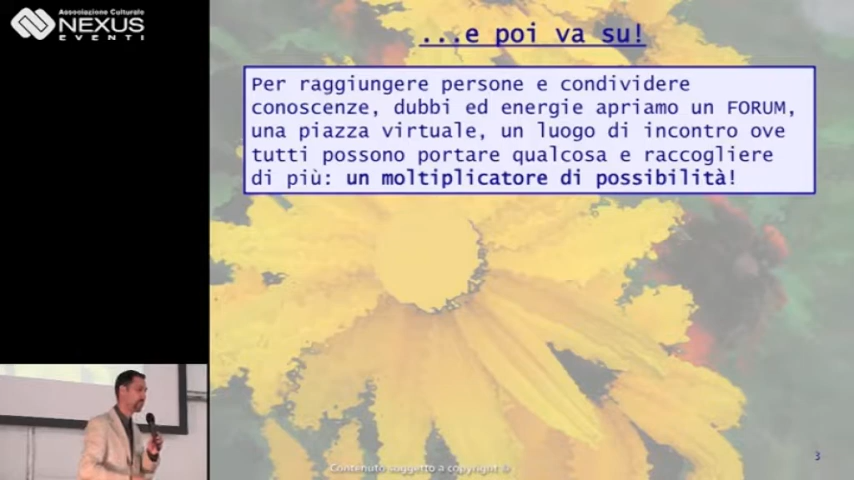 Associazione Culturale
NEXUS
EVENTI
...e poi va su!
Per raggiungere persone e condividere
conoscenze, dubbi ed energie apriamo un FORUM,
una piazza virtuale, un luogo di incontro ove
tutti possono portare qualcosa e raccogliere
di più: un moltiplicatore di possibilità!
Contenuto soggetto a copyright ©
3